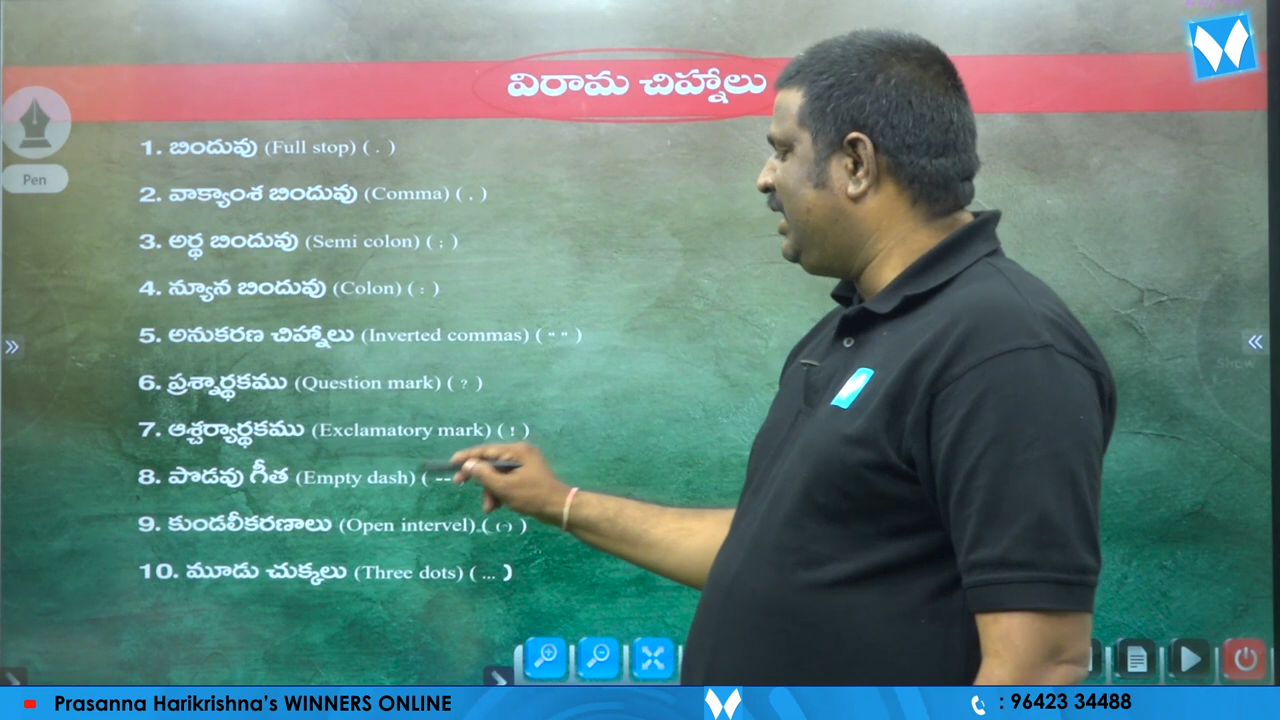 విరామ చిహ్నాలు
Pen
1. బిందువు (Full stop) ( . )
2. వాక్యాంశ బిందువు (Comma) ( , )
3. అర్థ బిందువు (Semi colon) ( ; )
4. న్యూన బిందువు (Colon) ( : )
5. అనుకరణ చిహ్నాలు (Inverted commas) ( “ ” )
6. ప్రశ్నార్థకము (Question mark) ( ? )
7. ఆశ్చర్యార్థకము (Exclamatory mark) ( ! )
8. పొడవు గీత (Empty dash) ( --
9. కుండలీకరణాలు (Open intervel) ( (-) )
10. మూడు చుక్కలు (Three dots) ( ... )
Show
Prasanna Harikrishna's WINNERS ONLINE
: 96423 34488